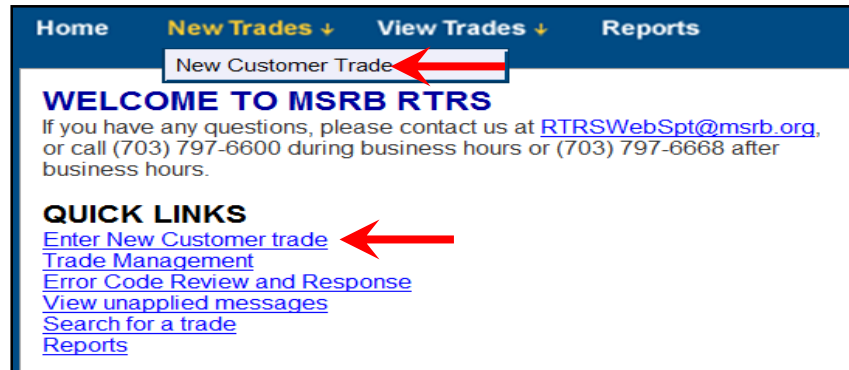 Home New Trades ↓ View Trades ↓ Reports
New Customer Trade
WELCOME TO MSRB RTRS
If you have any questions, please contact us at RTRSWebSpt@msrb.org,
or call (703) 797-6600 during business hours or (703) 797-6668 after
business hours.
QUICK LINKS
Enter New Customer trade
Trade Management
Error Code Review and Response
View unapplied messages
Search for a trade
Reports